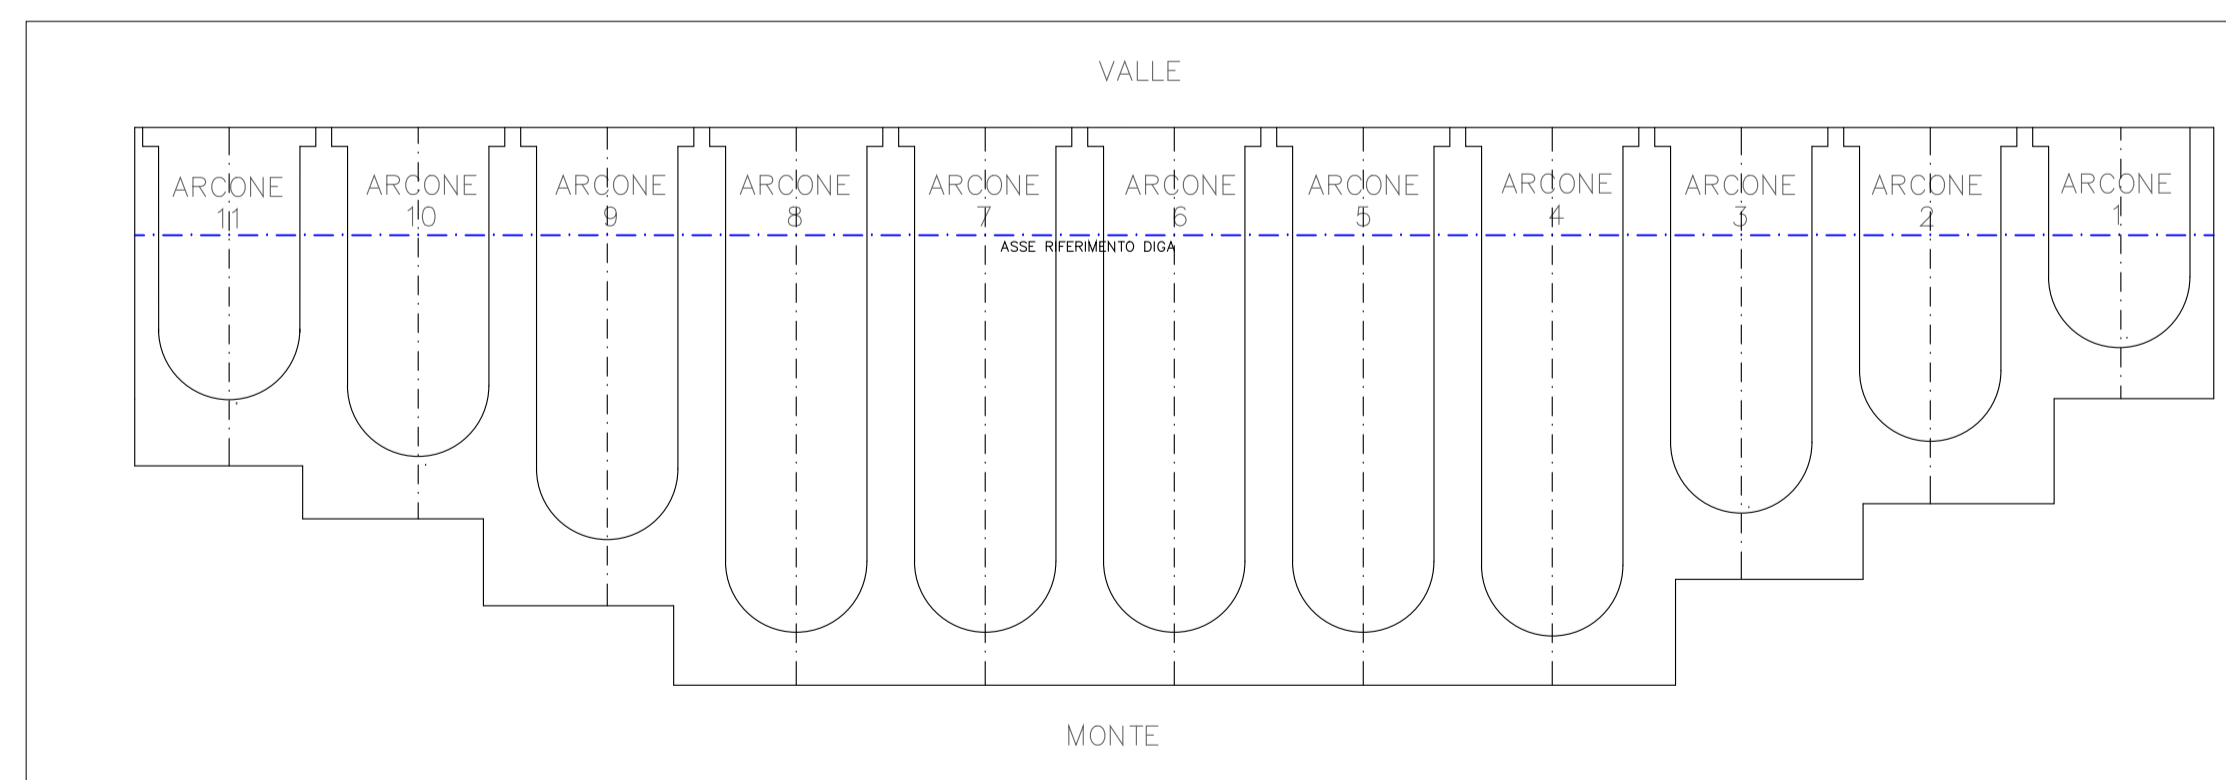 VALLE
ARCONE
11
ARCONE
10
ARCONE
9
ARCONE
8
ARCONE
7
ARCONE
6
ARCONE
5
ARCONE
4
ARCONE
3
ARCONE
2
ARCONE
1
ASSE RIFERIMENTO DIGA
MONTE